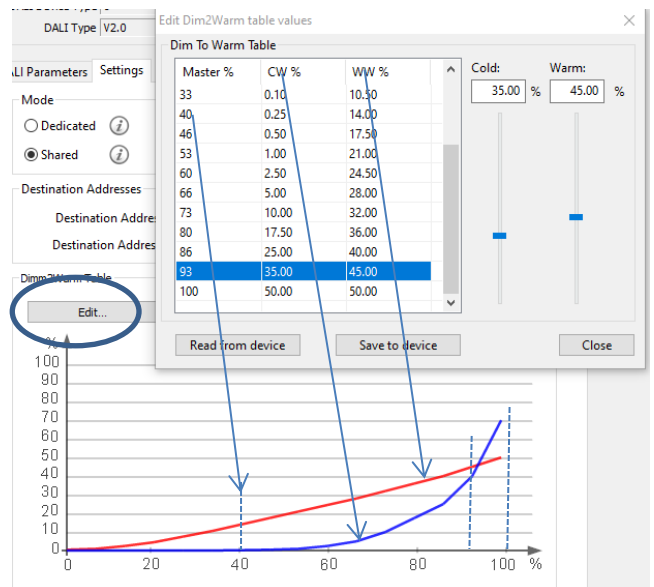 DALI Type V2.0
Edit Dim2Warm table values
Dim To Warm Table
ALI Parameters Settings
Mode
Dedicated i
Shared i
Destination Addresses
Destination Addre
Destination Addres
Dimm2Warm Table
Edit...
Master % CW % WW %
33 0.10 10.50
40 0.25 14.00
46 0.50 17.50
53 1.00 21.00
60 2.50 24.50
66 5.00 28.00
73 10.00 32.00
80 17.50 36.00
86 25.00 40.00
93 35.00 45.00
100 50.00 50.00
Cold: Warm:
35.00 % 45.00 %
Read from device Save to device Close
%
100
90
80
70
60
50
40
30
20
10
0
0 20 40 60 80 100 %